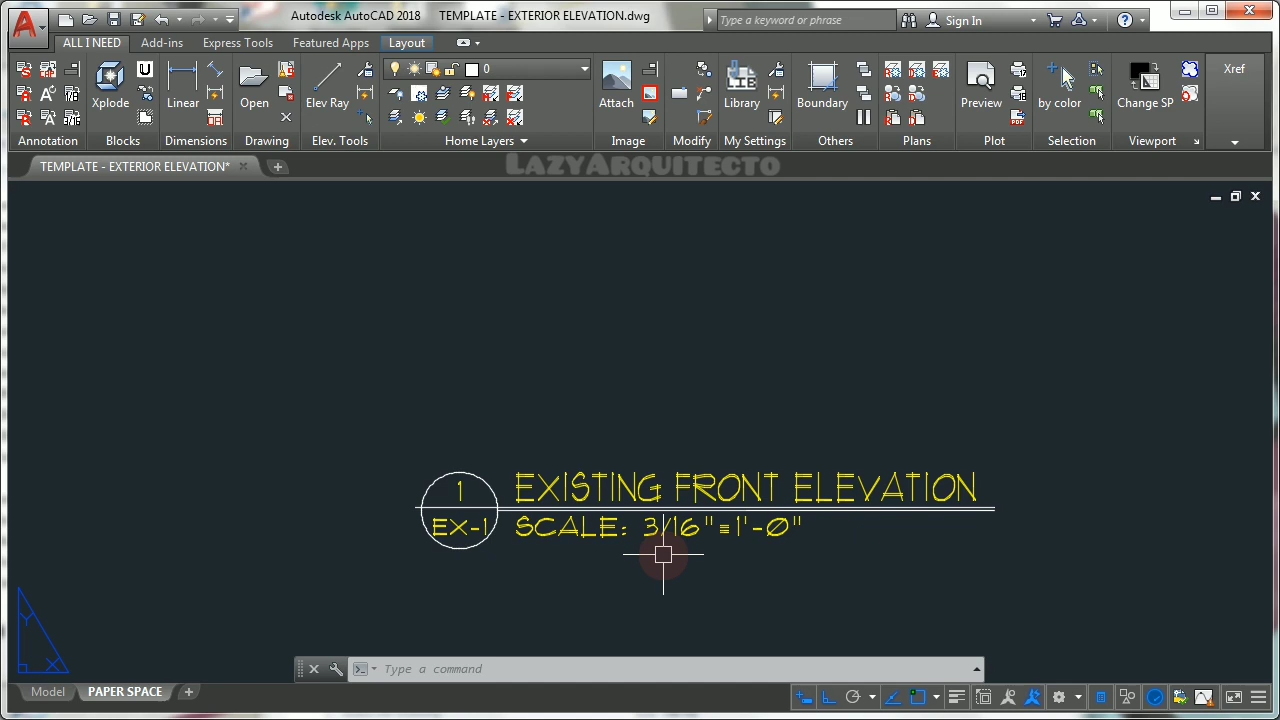 Autodesk AutoCAD 2018 TEMPLATE - EXTERIOR ELEVATION.dwg
Type a keyword or phrase
Sign In
ALL I NEED Add-ins Express Tools Featured Apps Layout
0
Xplode Linear Open Elev Ray Attach Library Boundary Preview by color Change SP Xref
Annotation Blocks Dimensions Drawing Elev. Tools Home Layers Image Modify My Settings Others Plans Plot Selection Viewport
TEMPLATE - EXTERIOR ELEVATION*
LAZYARQUITECTO
1 EXISTING FRONT ELEVATION
EX-1 SCALE: 3/16"=1'-0"
Y
X
Type a command
Model PAPER SPACE